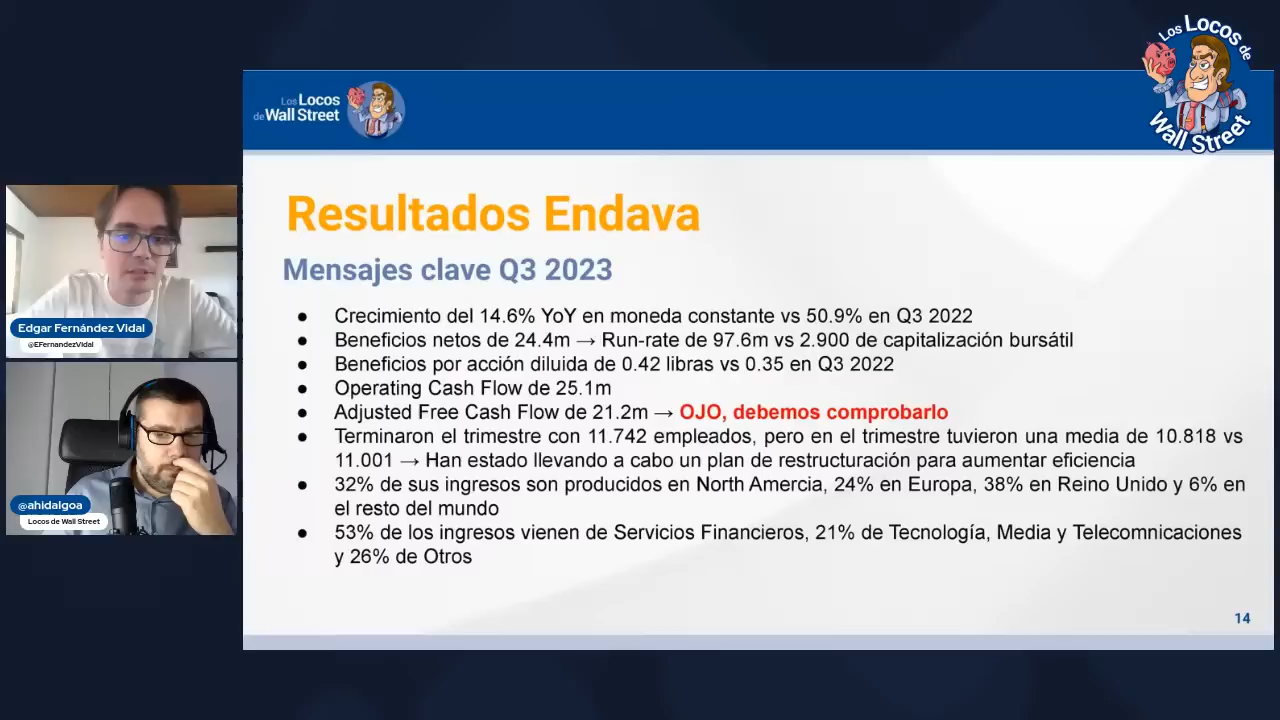 Los Locos de
Wall Street
Los Locos
de Wall Street
Resultados Endava
Mensajes clave Q3 2023
● Crecimiento del 14.6% YoY en moneda constante vs 50.9% en Q3 2022
● Beneficios netos de 24.4m → Run-rate de 97.6m vs 2.900 de capitalización bursátil
● Beneficios por acción diluida de 0.42 libras vs 0.35 en Q3 2022
● Operating Cash Flow de 25.1m
● Adjusted Free Cash Flow de 21.2m → OJO, debemos comprobarlo
● Terminaron el trimestre con 11.742 empleados, pero en el trimestre tuvieron una media de 10.818 vs
11.001 → Han estado llevando a cabo un plan de restructuración para aumentar eficiencia
● 32% de sus ingresos son producidos en North Amercia, 24% en Europa, 38% en Reino Unido y 6% en
el resto del mundo
● 53% de los ingresos vienen de Servicios Financieros, 21% de Tecnología, Media y Telecomnicaciones
y 26% de Otros
14
Edgar Fernández Vidal
@EFernandezVidal
@ahidalgoa
Locos de Wall Street